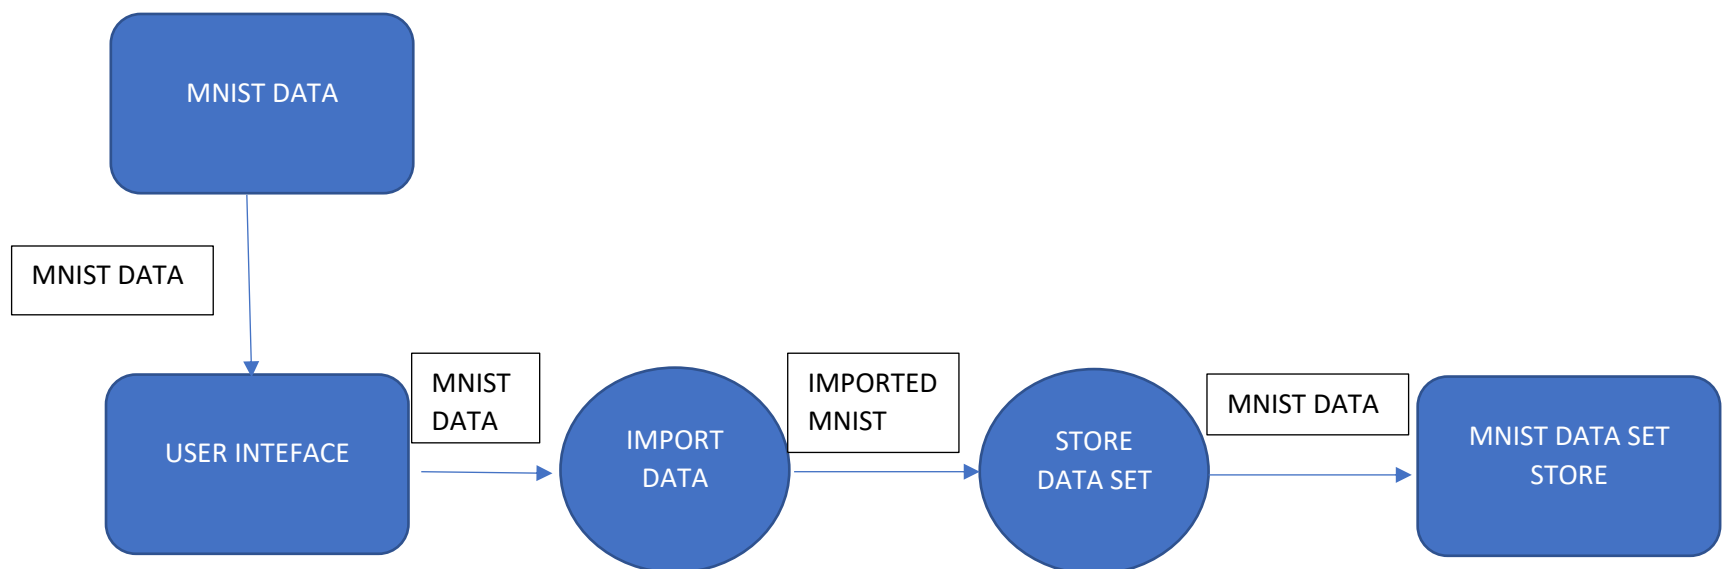 MNIST DATA
MNIST DATA
USER INTEFACE
MNIST
DATA
IMPORT
DATA
IMPORTED
MNIST
STORE
DATA SET
MNIST DATA
MNIST DATA SET
STORE